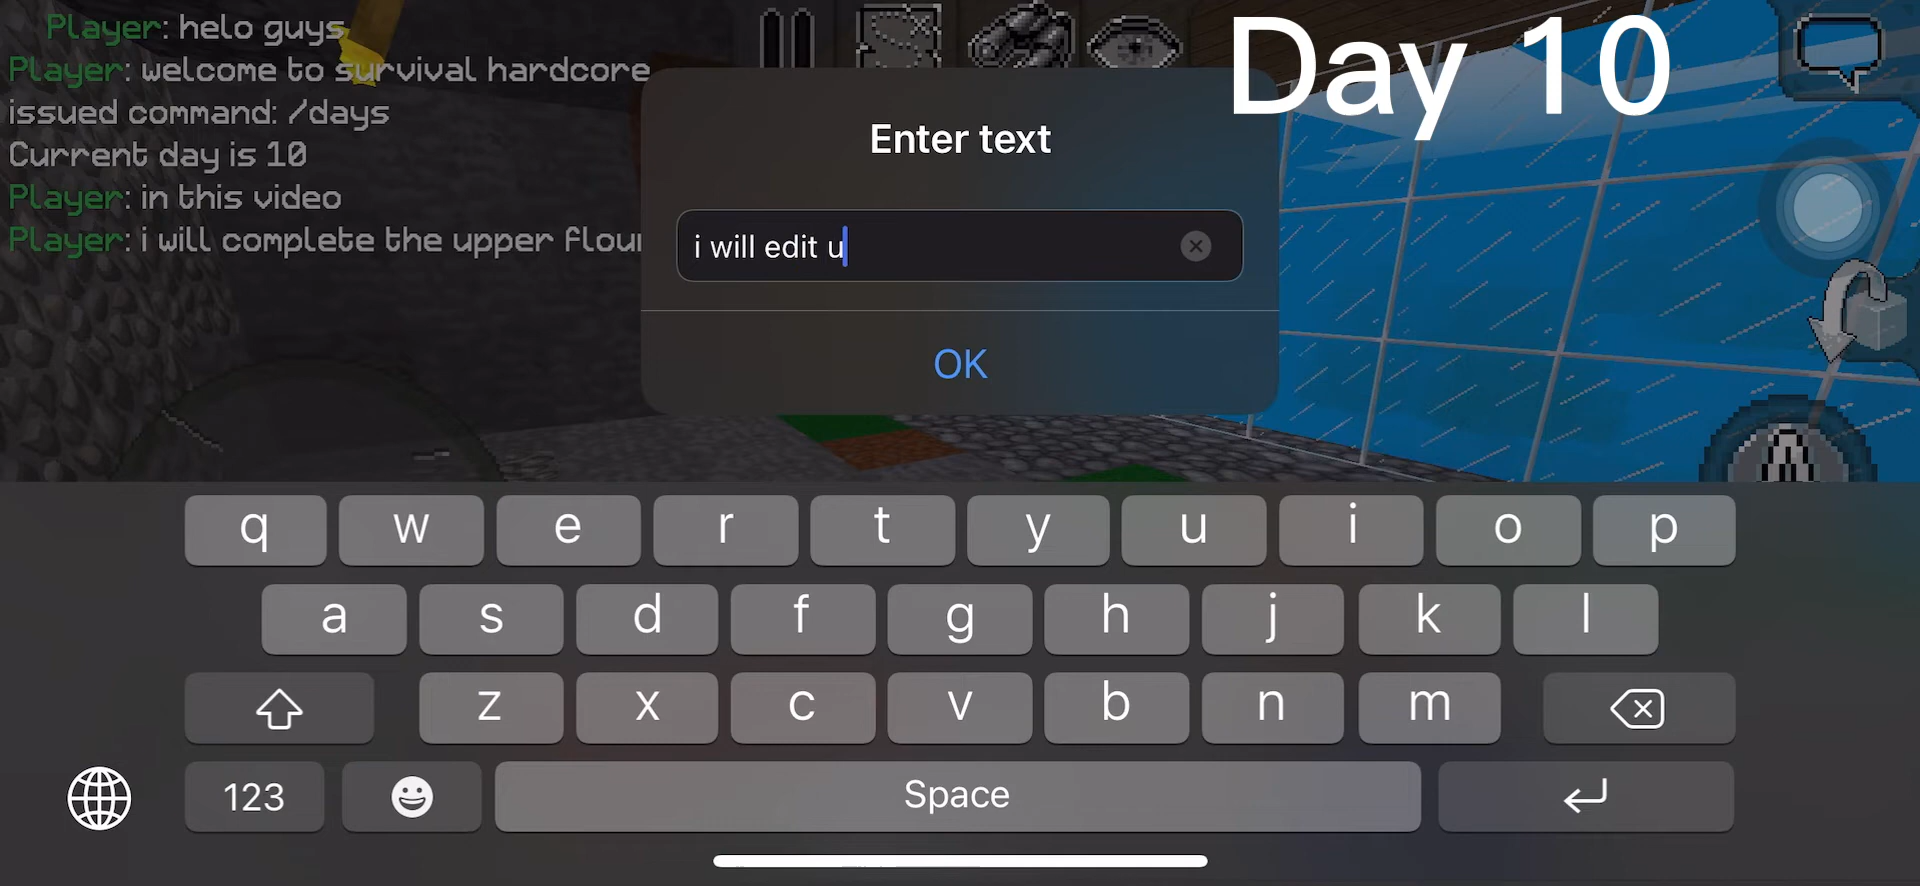 Player: helo guys
Player: welcome to survival hardcore
issued command: /days
Current day is 10
Player: in this video
Player: i will complete the upper flour
Day 10
Enter text
i will edit u
OK
q w e r t y u i o p
a s d f g h j k l
z x c v b n m
123 Space